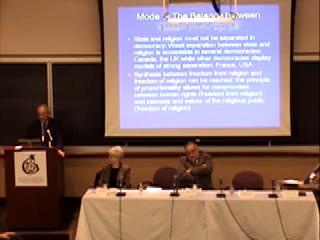 Mode The Balance between
State and religion must not be separated in
democracy: Weak separation between state and
religion is acceptable in several democracies:
Canada, the UK while other democracies display
models of strong separation: France, USA
Synthesis between freedom from religion and
freedom of religion can be reached: the principle
of proportionality allows for compromises
between human rights (freedom from religion)
and interests and values of the religious public
(freedom of religion)